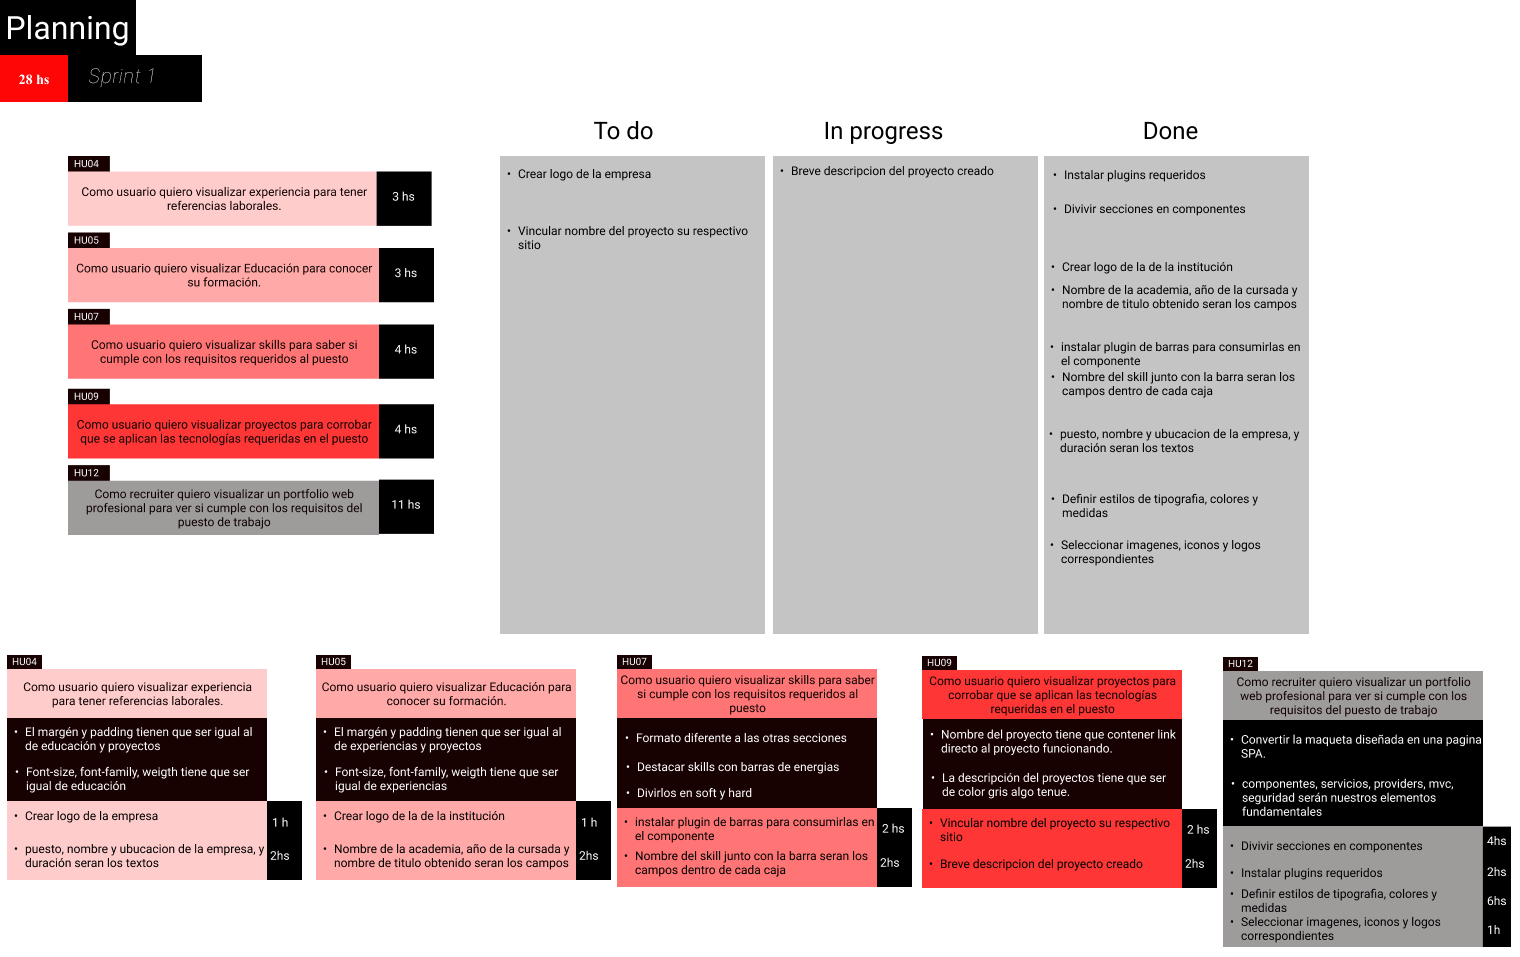 Planning
28 hs
Sprint 1
To do
In progress
Done
HU04
Como usuario quiero visualizar experiencia para tener
referencias laborales.
3 hs
HU05
Como usuario quiero visualizar Educación para conocer
su formación.
3 hs
HU07
Como usuario quiero visualizar skills para saber si
cumple con los requisitos requeridos al puesto
4 hs
HU09
Como usuario quiero visualizar proyectos para corrobar
que se aplican las tecnologías requeridas en el puesto
4 hs
HU12
Como recruiter quiero visualizar un portfolio web
profesional para ver si cumple con los requisitos del
puesto de trabajo
11 hs
• Crear logo de la empresa
• Vincular nombre del proyecto su respectivo
sitio
• Breve descripcion del proyecto creado
• Instalar plugins requeridos
• Divivir secciones en componentes
• Crear logo de la de la institución
• Nombre de la academia, año de la cursada y
nombre de titulo obtenido seran los campos
• instalar plugin de barras para consumirlas en
el componente
• Nombre del skill junto con la barra seran los
campos dentro de cada caja
• puesto, nombre y ubucacion de la empresa, y
duración seran los textos
• Definir estilos de tipografia, colores y
medidas
• Seleccionar imagenes, iconos y logos
correspondientes
HU04
Como usuario quiero visualizar experiencia
para tener referencias laborales.
• El margén y padding tienen que ser igual al
de educación y proyectos
• Font-size, font-family, weigth tiene que ser
igual de educación
• Crear logo de la empresa
1 h
• puesto, nombre y ubucacion de la empresa, y
duración seran los textos
2hs
HU05
Como usuario quiero visualizar Educación para
conocer su formación.
• El margén y padding tienen que ser igual al
de experiencias y proyectos
• Font-size, font-family, weigth tiene que ser
igual de experiencias
• Crear logo de la de la institución
1 h
• Nombre de la academia, año de la cursada y
nombre de titulo obtenido seran los campos
2hs
HU07
Como usuario quiero visualizar skills para saber
si cumple con los requisitos requeridos al
puesto
• Formato diferente a las otras secciones
• Destacar skills con barras de energias
• Divirlos en soft y hard
• instalar plugin de barras para consumirlas en
el componente
2 hs
• Nombre del skill junto con la barra seran los
campos dentro de cada caja
2hs
HU09
Como usuario quiero visualizar proyectos para
corrobar que se aplican las tecnologías
requeridas en el puesto
• Nombre del proyecto tiene que contener link
directo al proyecto funcionando.
• La descripción del proyectos tiene que ser
de color gris algo tenue.
• Vincular nombre del proyecto su respectivo
sitio
2 hs
• Breve descripcion del proyecto creado
2hs
HU12
Como recruiter quiero visualizar un portfolio
web profesional para ver si cumple con los
requisitos del puesto de trabajo
• Convertir la maqueta diseñada en una pagina
SPA.
• componentes, servicios, providers, mvc,
seguridad serán nuestros elementos
fundamentales
• Divivir secciones en componentes
4hs
• Instalar plugins requeridos
2hs
• Definir estilos de tipografia, colores y
medidas
6hs
• Seleccionar imagenes, iconos y logos
correspondientes
1h